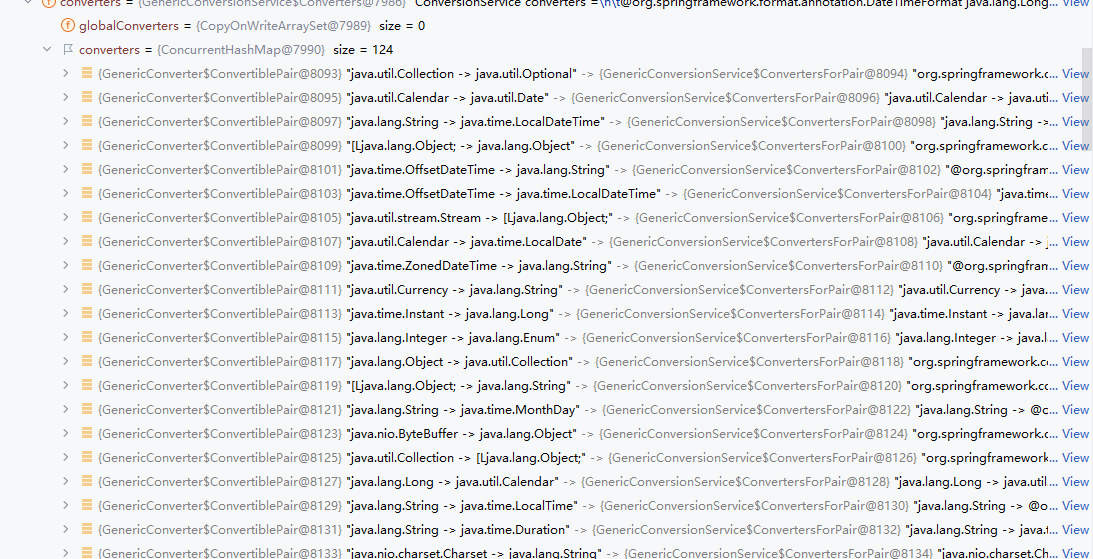 converters = {GenericConversionService$Converters@7986} "ConversionService converters =\n\t@org.springframework.format.annotation.DateTimeFormat java.lang.Long... View
globalConverters = {CopyOnWriteArraySet@7989} size = 0
converters = {ConcurrentHashMap@7990} size = 124
{GenericConverter$ConvertiblePair@8093} "java.util.Collection -> java.util.Optional" -> {GenericConversionService$ConvertersForPair@8094} "org.springframework.c... View
{GenericConverter$ConvertiblePair@8095} "java.util.Calendar -> java.util.Date" -> {GenericConversionService$ConvertersForPair@8096} "java.util.Calendar -> java.uti... View
{GenericConverter$ConvertiblePair@8097} "java.lang.String -> java.time.LocalDateTime" -> {GenericConversionService$ConvertersForPair@8098} "java.lang.String ->... View
{GenericConverter$ConvertiblePair@8099} "[Ljava.lang.Object; -> java.lang.Object" -> {GenericConversionService$ConvertersForPair@8100} "org.springframework.c... View
{GenericConverter$ConvertiblePair@8101} "java.time.OffsetDateTime -> java.lang.String" -> {GenericConversionService$ConvertersForPair@8102} "@org.springfram... View
{GenericConverter$ConvertiblePair@8103} "java.time.OffsetDateTime -> java.time.LocalDateTime" -> {GenericConversionService$ConvertersForPair@8104} "java.time... View
{GenericConverter$ConvertiblePair@8105} "java.util.stream.Stream -> [Ljava.lang.Object;" -> {GenericConversionService$ConvertersForPair@8106} "org.springframe... View
{GenericConverter$ConvertiblePair@8107} "java.util.Calendar -> java.time.LocalDate" -> {GenericConversionService$ConvertersForPair@8108} "java.util.Calendar -> j... View
{GenericConverter$ConvertiblePair@8109} "java.time.ZonedDateTime -> java.lang.String" -> {GenericConversionService$ConvertersForPair@8110} "@org.springfram... View
{GenericConverter$ConvertiblePair@8111} "java.util.Currency -> java.lang.String" -> {GenericConversionService$ConvertersForPair@8112} "java.util.Currency -> java.... View
{GenericConverter$ConvertiblePair@8113} "java.time.Instant -> java.lang.Long" -> {GenericConversionService$ConvertersForPair@8114} "java.time.Instant -> java.lar... View
{GenericConverter$ConvertiblePair@8115} "java.lang.Integer -> java.lang.Enum" -> {GenericConversionService$ConvertersForPair@8116} "java.lang.Integer -> java.l... View
{GenericConverter$ConvertiblePair@8117} "java.lang.Object -> java.util.Collection" -> {GenericConversionService$ConvertersForPair@8118} "org.springframework.cc... View
{GenericConverter$ConvertiblePair@8119} "[Ljava.lang.Object; -> java.lang.String" -> {GenericConversionService$ConvertersForPair@8120} "org.springframework.co... View
{GenericConverter$ConvertiblePair@8121} "java.lang.String -> java.time.MonthDay" -> {GenericConversionService$ConvertersForPair@8122} "java.lang.String -> @c... View
{GenericConverter$ConvertiblePair@8123} "java.nio.ByteBuffer -> java.lang.Object" -> {GenericConversionService$ConvertersForPair@8124} "org.springframework.c... View
{GenericConverter$ConvertiblePair@8125} "java.util.Collection -> [Ljava.lang.Object;" -> {GenericConversionService$ConvertersForPair@8126} "org.springframework... View
{GenericConverter$ConvertiblePair@8127} "java.lang.Long -> java.util.Calendar" -> {GenericConversionService$ConvertersForPair@8128} "java.lang.Long -> java.util... View
{GenericConverter$ConvertiblePair@8129} "java.lang.String -> java.time.LocalTime" -> {GenericConversionService$ConvertersForPair@8130} "java.lang.String -> @o... View
{GenericConverter$ConvertiblePair@8131} "java.lang.String -> java.time.Duration" -> {GenericConversionService$ConvertersForPair@8132} "java.lang.String -> java.t... View
{GenericConverter$ConvertiblePair@8133} "java.nio.charset.Charset -> java.lang.String" -> {GenericConversionService$ConvertersForPair@8134} "java.nio.charset.C... View